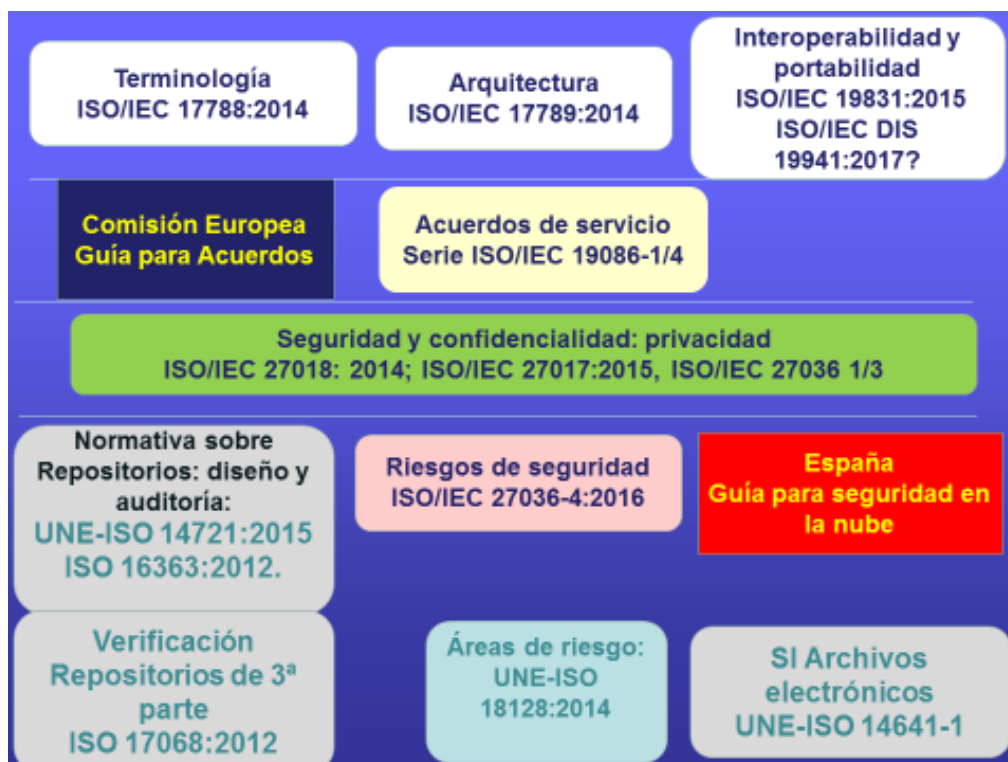 Terminología
ISO/IEC 17788:2014
Arquitectura
ISO/IEC 17789:2014
Interoperabilidad y
portabilidad
ISO/IEC 19831:2015
ISO/IEC DIS
19941:2017?
Comisión Europea
Guía para Acuerdos
Acuerdos de servicio
Serie ISO/IEC 19086-1/4
Seguridad y confidencialidad: privacidad
ISO/IEC 27018: 2014; ISO/IEC 27017:2015, ISO/IEC 27036 1/3
Normativa sobre
Repositorios: diseño y
auditoría:
UNE-ISO 14721:2015
ISO 16363:2012.
Riesgos de seguridad
ISO/IEC 27036-4:2016
España
Guía para seguridad en
la nube
Verificación
Repositorios de 3ª
parte
ISO 17068:2012
Áreas de riesgo:
UNE-ISO
18128:2014
SI Archivos
electrónicos
UNE-ISO 14641-1